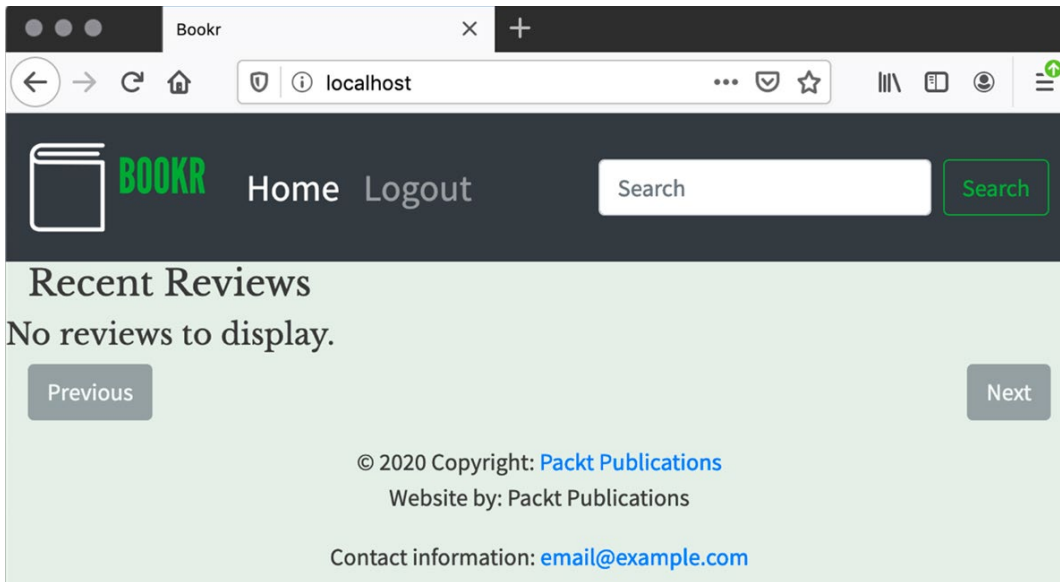 Bookr
localhost
BOOKR Home Logout Search Search
Recent Reviews
No reviews to display.
Previous Next
© 2020 Copyright: Packt Publications
Website by: Packt Publications
Contact information: email@example.com